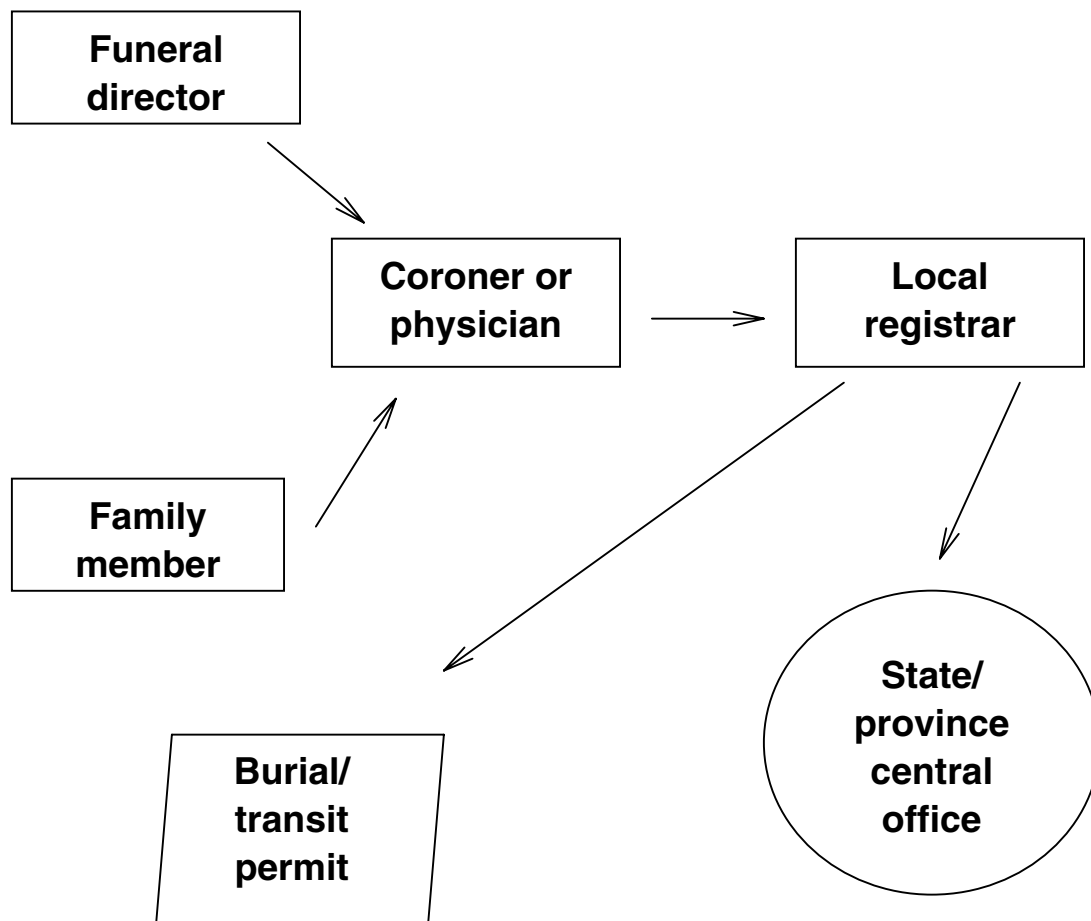 Funeral
director
Coroner or
physician
Local
registrar
Family
member
State/
province
central
office
Burial/
transit
permit